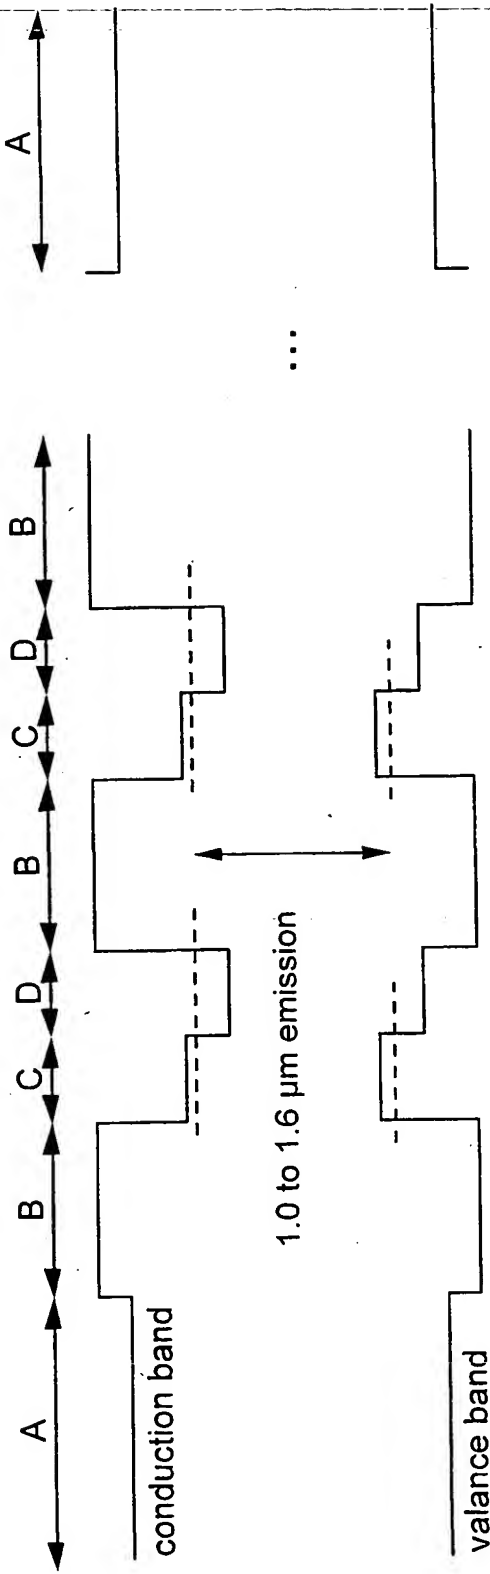 A B C D B C D B A
conduction band
1.0 to 1.6 µm emission
...
valance band